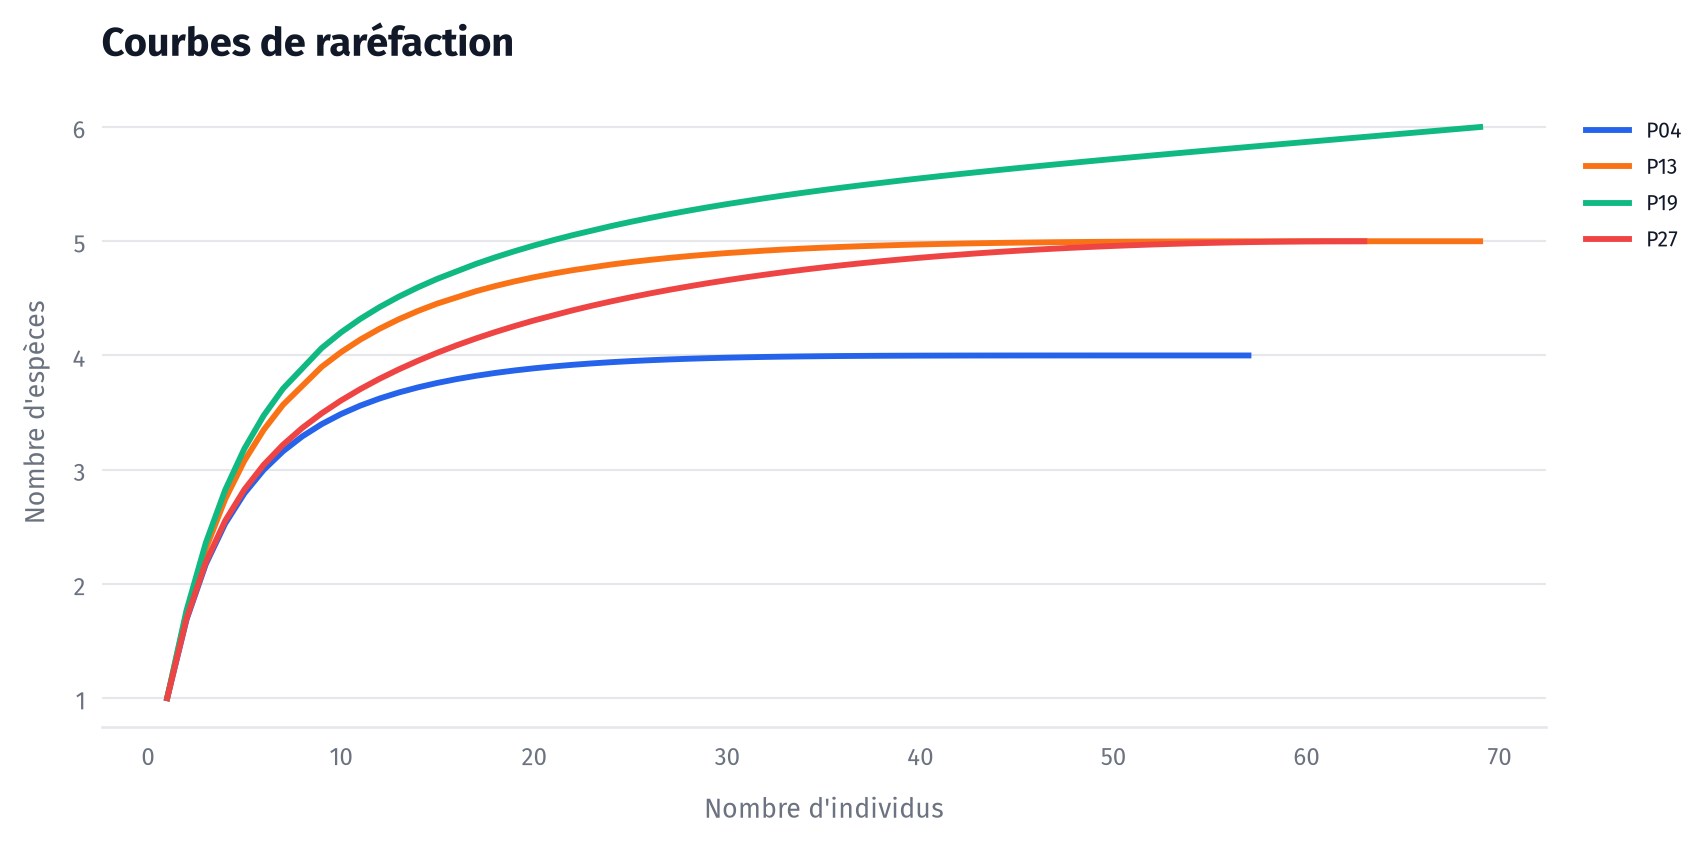 Courbes de raréfaction
Nombre d'espèces
6
5
4
3
2
1
0 10 20 30 40 50 60 70
Nombre d'individus
P04
P13
P19
P27